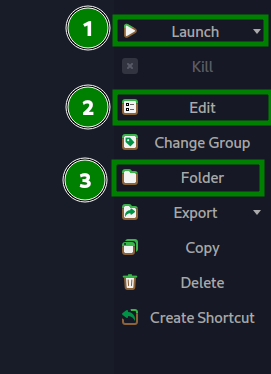 1 Launch
Kill
2 Edit
Change Group
3 Folder
Export
Copy
Delete
Create Shortcut